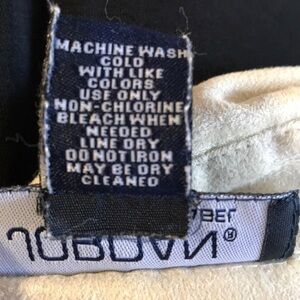 MACHINE WASH
COLD
WITH LIKE
COLORS
USE ONLY
NON-CHLORINE
BLEACH WHEN
NEEDED
LINE DRY
DO NOT IRON
MAY BE DRY
CLEANED
JORDAN®